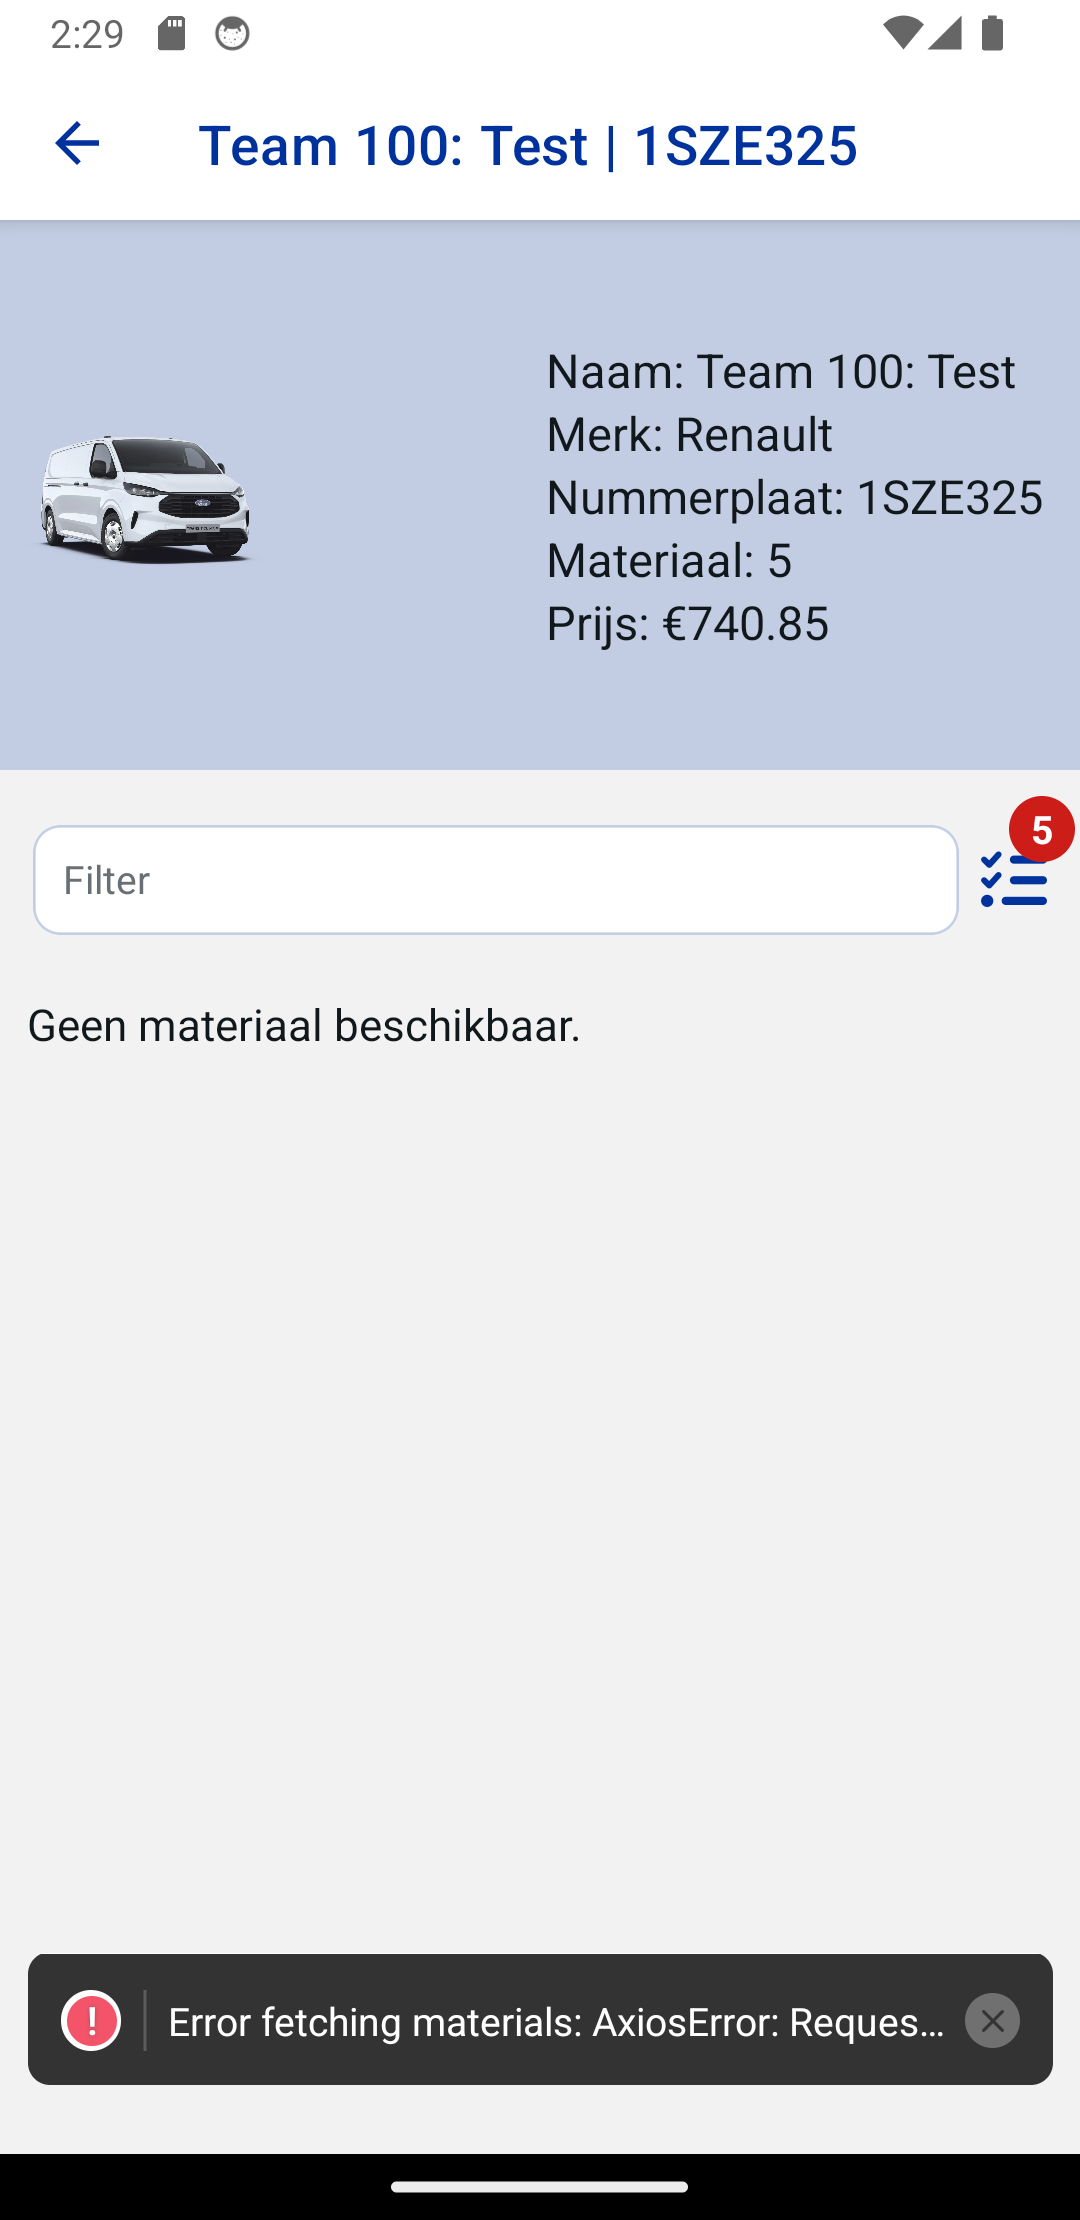 2:29
Team 100: Test | 1SZE325
Naam: Team 100: Test
Merk: Renault
Nummerplaat: 1SZE325
Materiaal: 5
Prijs: €740.85
5
Filter
Geen materiaal beschikbaar.
! Error fetching materials: AxiosError: Reques...